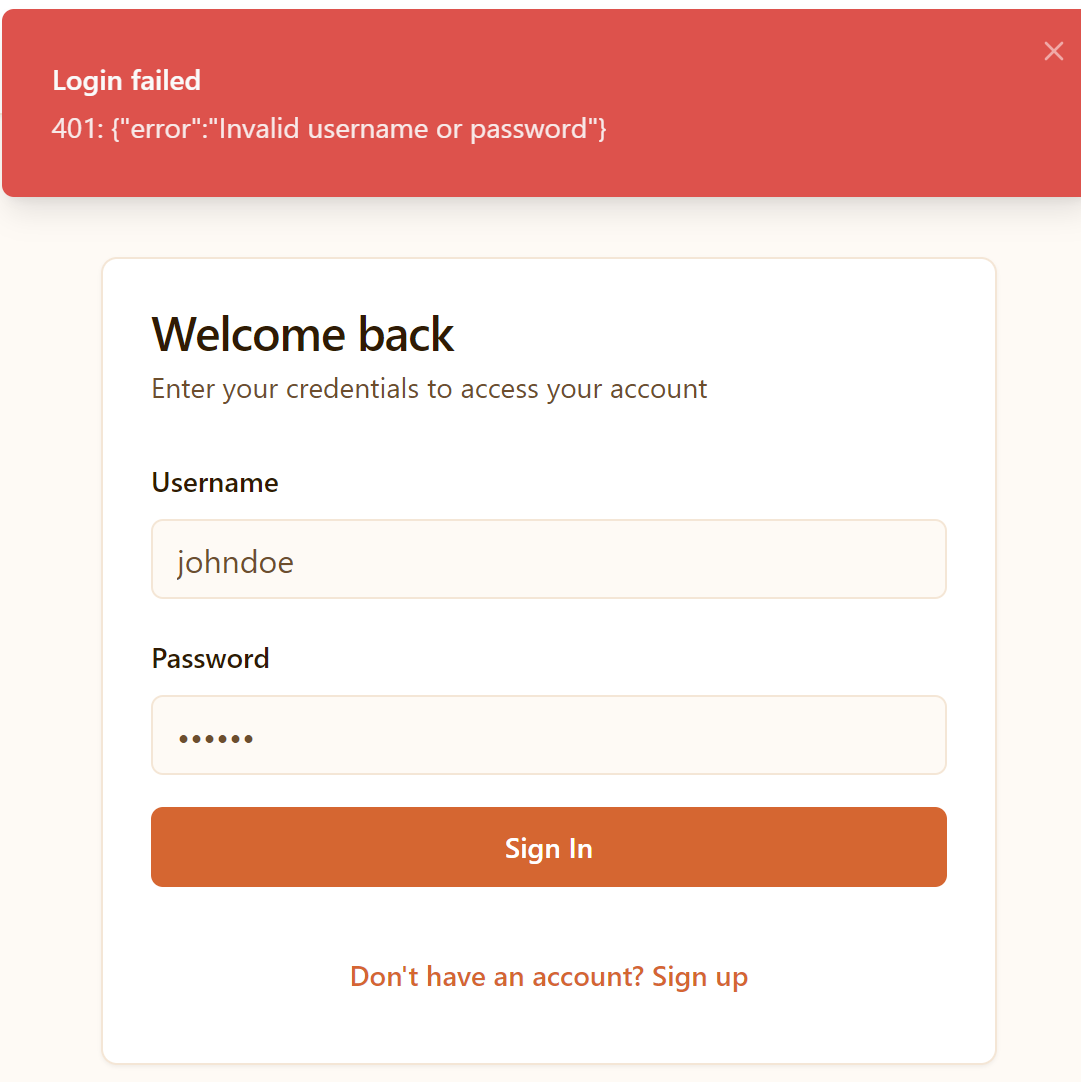 Login failed
401: {"error":"Invalid username or password"}
Welcome back
Enter your credentials to access your account
Username
johndoe
Password
••••••
Sign In
Don't have an account? Sign up